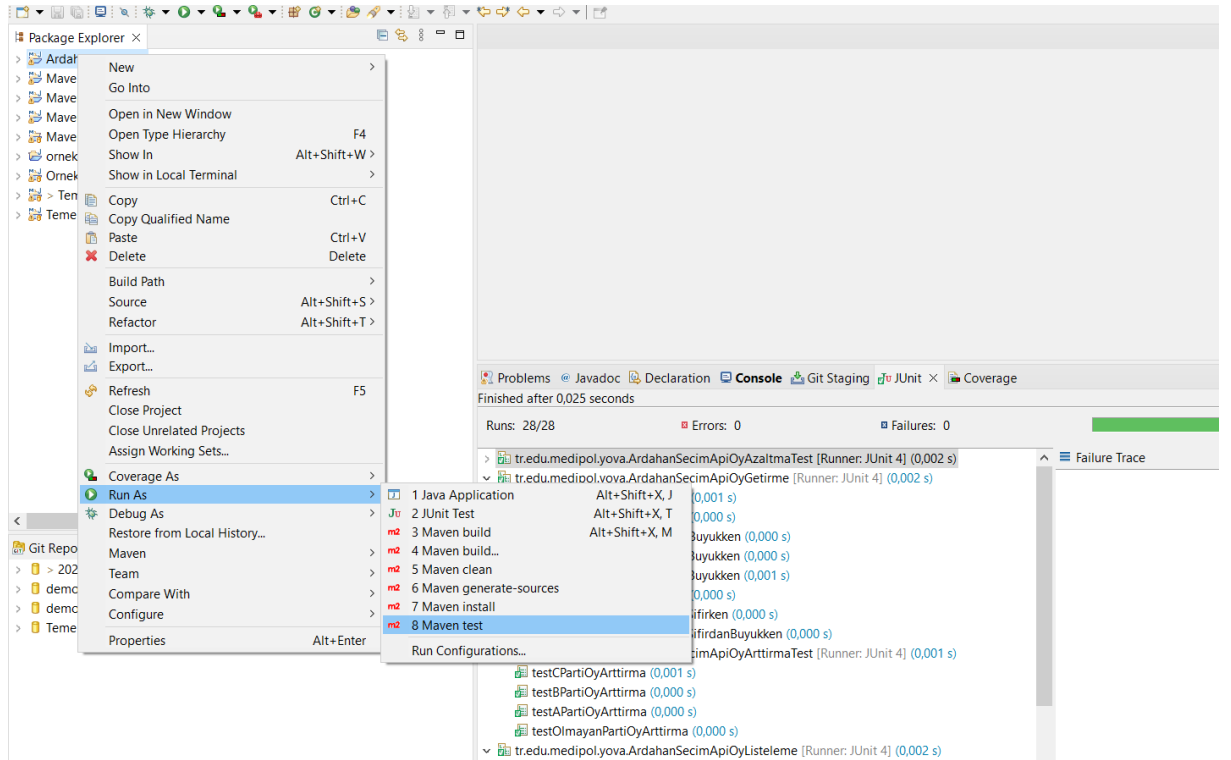 Package Explorer
Ardah
Mave
Mave
Mave
Mave
ornek
Ornek
> Tem
Teme
New
Go Into
Open in New Window
Open Type Hierarchy F4
Show In Alt+Shift+W >
Show in Local Terminal
Copy Ctrl+C
Copy Qualified Name
Paste Ctrl+V
Delete Delete
Build Path
Source Alt+Shift+S >
Refactor Alt+Shift+T >
Import...
Export...
Refresh F5
Close Project
Close Unrelated Projects
Assign Working Sets...
Coverage As
Run As
Debug As
Restore from Local History...
Maven
Team
Compare With
Configure
Properties Alt+Enter
1 Java Application Alt+Shift+X, J
2 JUnit Test Alt+Shift+X, T
3 Maven build Alt+Shift+X, M
4 Maven build...
5 Maven clean
6 Maven generate-sources
7 Maven install
8 Maven test
Run Configurations...
Git Repo
> 202
demo
demo
Teme
Problems @ Javadoc Declaration Console Git Staging JUnit Coverage
Finished after 0,025 seconds
Runs: 28/28 Errors: 0 Failures: 0
tr.edu.medipol.yova.ArdahanSecimApiOyAzaltmaTest [Runner: JUnit 4] (0,002 s)
Failure Trace
tr.edu.medipol.yova.ArdahanSecimApiOyGetirme [Runner: JUnit 4] (0,002 s)
(0,001 s)
(0,000 s)
Buyukken (0,000 s)
Buyukken (0,000 s)
Buyukken (0,001 s)
(0,000 s)
ifirken (0,000 s)
ifirdanBuyukken (0,000 s)
cimApiOyArttirmaTest [Runner: JUnit 4] (0,001 s)
testCPartiOyArttirma (0,001 s)
testBPartiOyArttirma (0,000 s)
testAPartiOyArttirma (0,000 s)
testOlmayanPartiOyArttirma (0,000 s)
tr.edu.medipol.yova.ArdahanSecimApiOyListeleme [Runner: JUnit 4] (0,002 s)